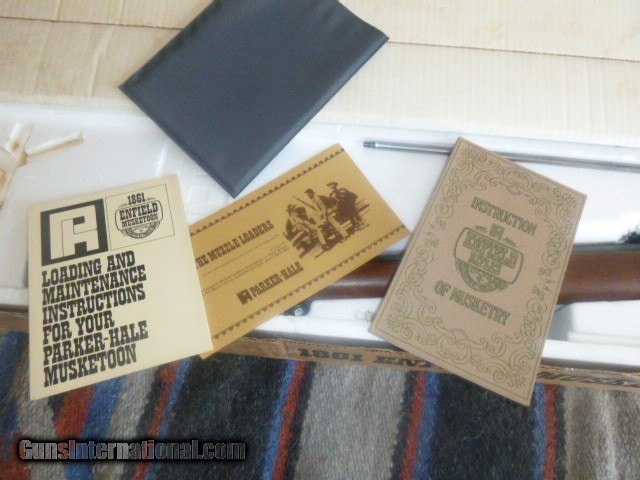 1861
ENFIELD
MUSKETOON
LOADING AND
MAINTENANCE
INSTRUCTIONS
FOR YOUR
PARKER-HALE
MUSKETOON
MUZZLE LOADERS
PARKER-HALE
INSTRUCTION
IN
ENFIELD
OF MUSKETRY
1861
GunsInternational.com